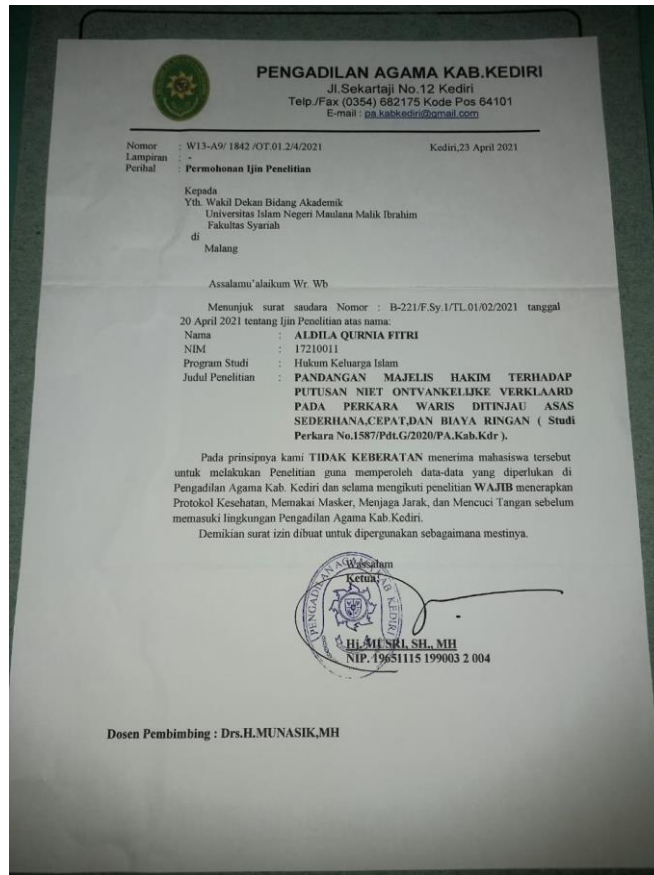 PENGADILAN AGAMA KAB.KEDIRI
Jl.Sekartaji No.12 Kediri
Telp./Fax (0354) 682175 Kode Pos 64101
E-mail : pa.kabkediri@gmail.com
Nomor : W13-A9/ 1842 /OT.01.2/4/2021 Kediri,23 April 2021
Lampiran : -
Perihal : Permohonan Ijin Penelitian
Kepada
Yth. Wakil Dekan Bidang Akademik
Universitas Islam Negeri Maulana Malik Ibrahim
Fakultas Syariah
di
Malang
Assalamu'alaikum Wr. Wb
Menunjuk surat saudara Nomor : B-221/F.Sy.1/TL.01/02/2021 tanggal
20 April 2021 tentang Ijin Penelitian atas nama:
Nama : ALDILA QURNIA FITRI
NIM : 17210011
Program Studi : Hukum Keluarga Islam
Judul Penelitian : PANDANGAN MAJELIS HAKIM TERHADAP
PUTUSAN NIET ONTVANKELIJKE VERKLAARD
PADA PERKARA WARIS DITINJAU ASAS
SEDERHANA,CEPAT,DAN BIAYA RINGAN ( Studi
Perkara No.1587/Pdt.G/2020/PA.Kab.Kdr ).
Pada prinsipnya kami TIDAK KEBERATAN menerima mahasiswa tersebut
untuk melakukan Penelitian guna memperoleh data-data yang diperlukan di
Pengadilan Agama Kab. Kediri dan selama mengikuti penelitian WAJIB menerapkan
Protokol Kesehatan, Memakai Masker, Menjaga Jarak, dan Mencuci Tangan sebelum
memasuki lingkungan Pengadilan Agama Kab.Kediri.
Demikian surat izin dibuat untuk dipergunakan sebagaimana mestinya.
Wassalam
Ketua,
PENGADILAN AGAMA KAB KEDIRI
Hj. MUSRI, SH., MH
NIP. 19651115 199003 2 004
Dosen Pembimbing : Drs.H.MUNASIK,MH